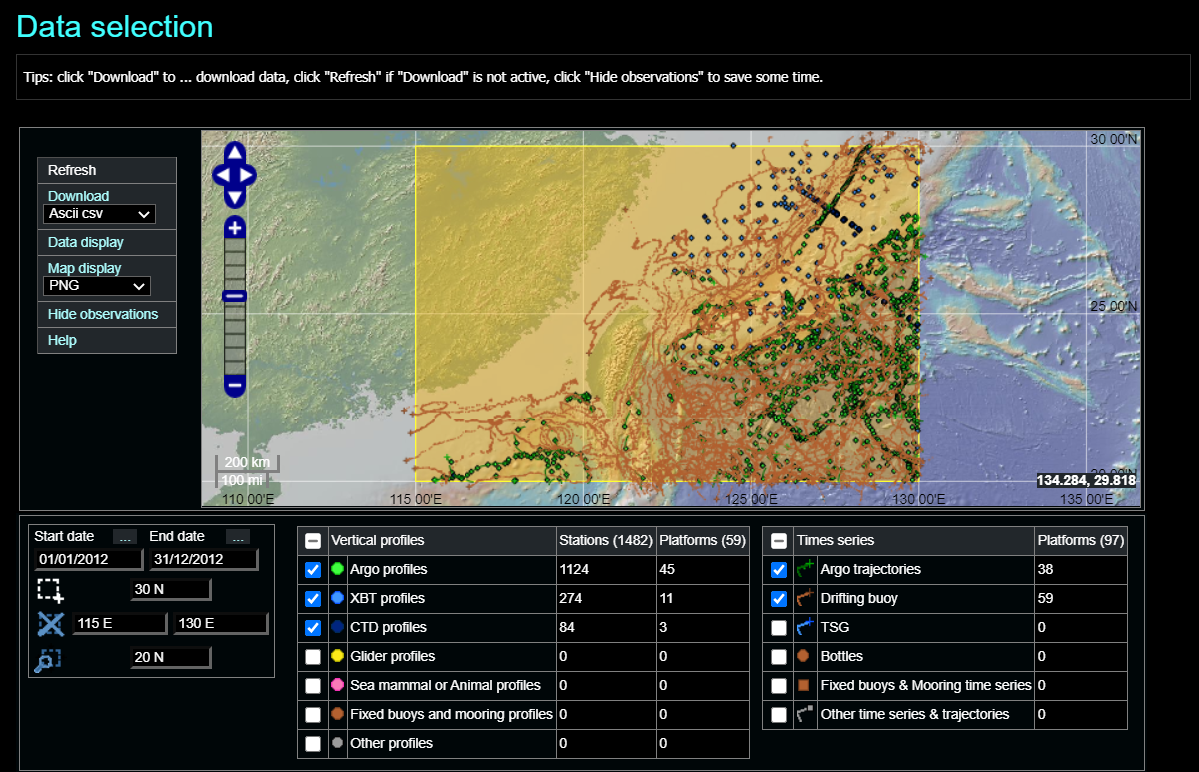 Data selection
Tips: click "Download" to ... download data, click "Refresh" if "Download" is not active, click "Hide observations" to save some time.
Refresh
Download
Ascii csv
Data display
Map display
PNG
Hide observations
Help
30 00'N
25 00'N
200 km
100 mi
134.284, 29.818
110 00'E 115 00'E 120 00'E 125 00'E 130 00'E 135 00'E
Start date ... End date ...
01/01/2012 31/12/2012
30 N
115 E 130 E
20 N
Vertical profiles Stations (1482) Platforms (59)
Argo profiles 1124 45
XBT profiles 274 11
CTD profiles 84 3
Glider profiles 0 0
Sea mammal or Animal profiles 0 0
Fixed buoys and mooring profiles 0 0
Other profiles 0 0
Times series Platforms (97)
Argo trajectories 38
Drifting buoy 59
TSG 0
Bottles 0
Fixed buoys & Mooring time series 0
Other time series & trajectories 0